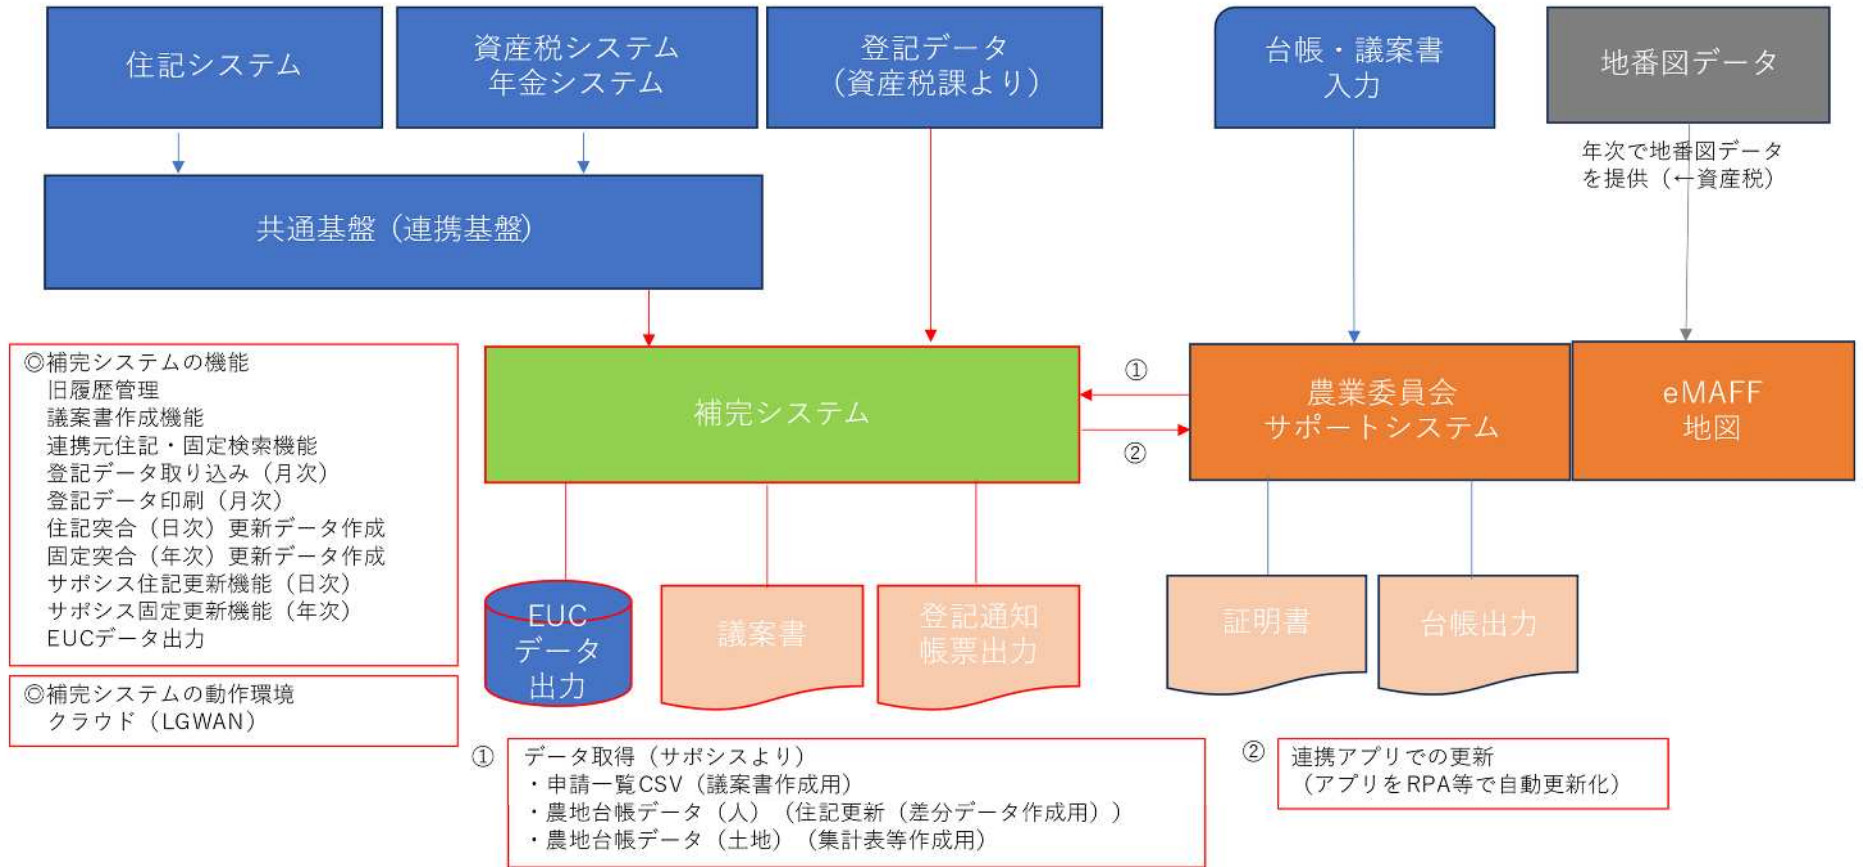 住記システム
資産税システム
年金システム
登記データ
（資産税課より）
台帳・議案書
入力
地番図データ
年次で地番図データ
を提供（←資産税）
共通基盤（連携基盤）
◎補完システムの機能
旧履歴管理
議案書作成機能
連携元住記・固定検索機能
登記データ取り込み（月次）
登記データ印刷（月次）
住記突合（日次）更新データ作成
固定突合（年次）更新データ作成
サポシス住記更新機能（日次）
サポシス固定更新機能（年次）
EUCデータ出力
補完システム
①
②
農業委員会
サポートシステム
eMAFF
地図
EUC
データ
出力
議案書
登記通知
帳票出力
証明書
台帳出力
◎補完システムの動作環境
クラウド（LGWAN）
①
データ取得（サポシスより）
・申請一覧CSV（議案書作成用）
・農地台帳データ（人）（住記更新（差分データ作成用））
・農地台帳データ（土地）（集計表等作成用）
②
連携アプリでの更新
（アプリをRPA等で自動更新化）